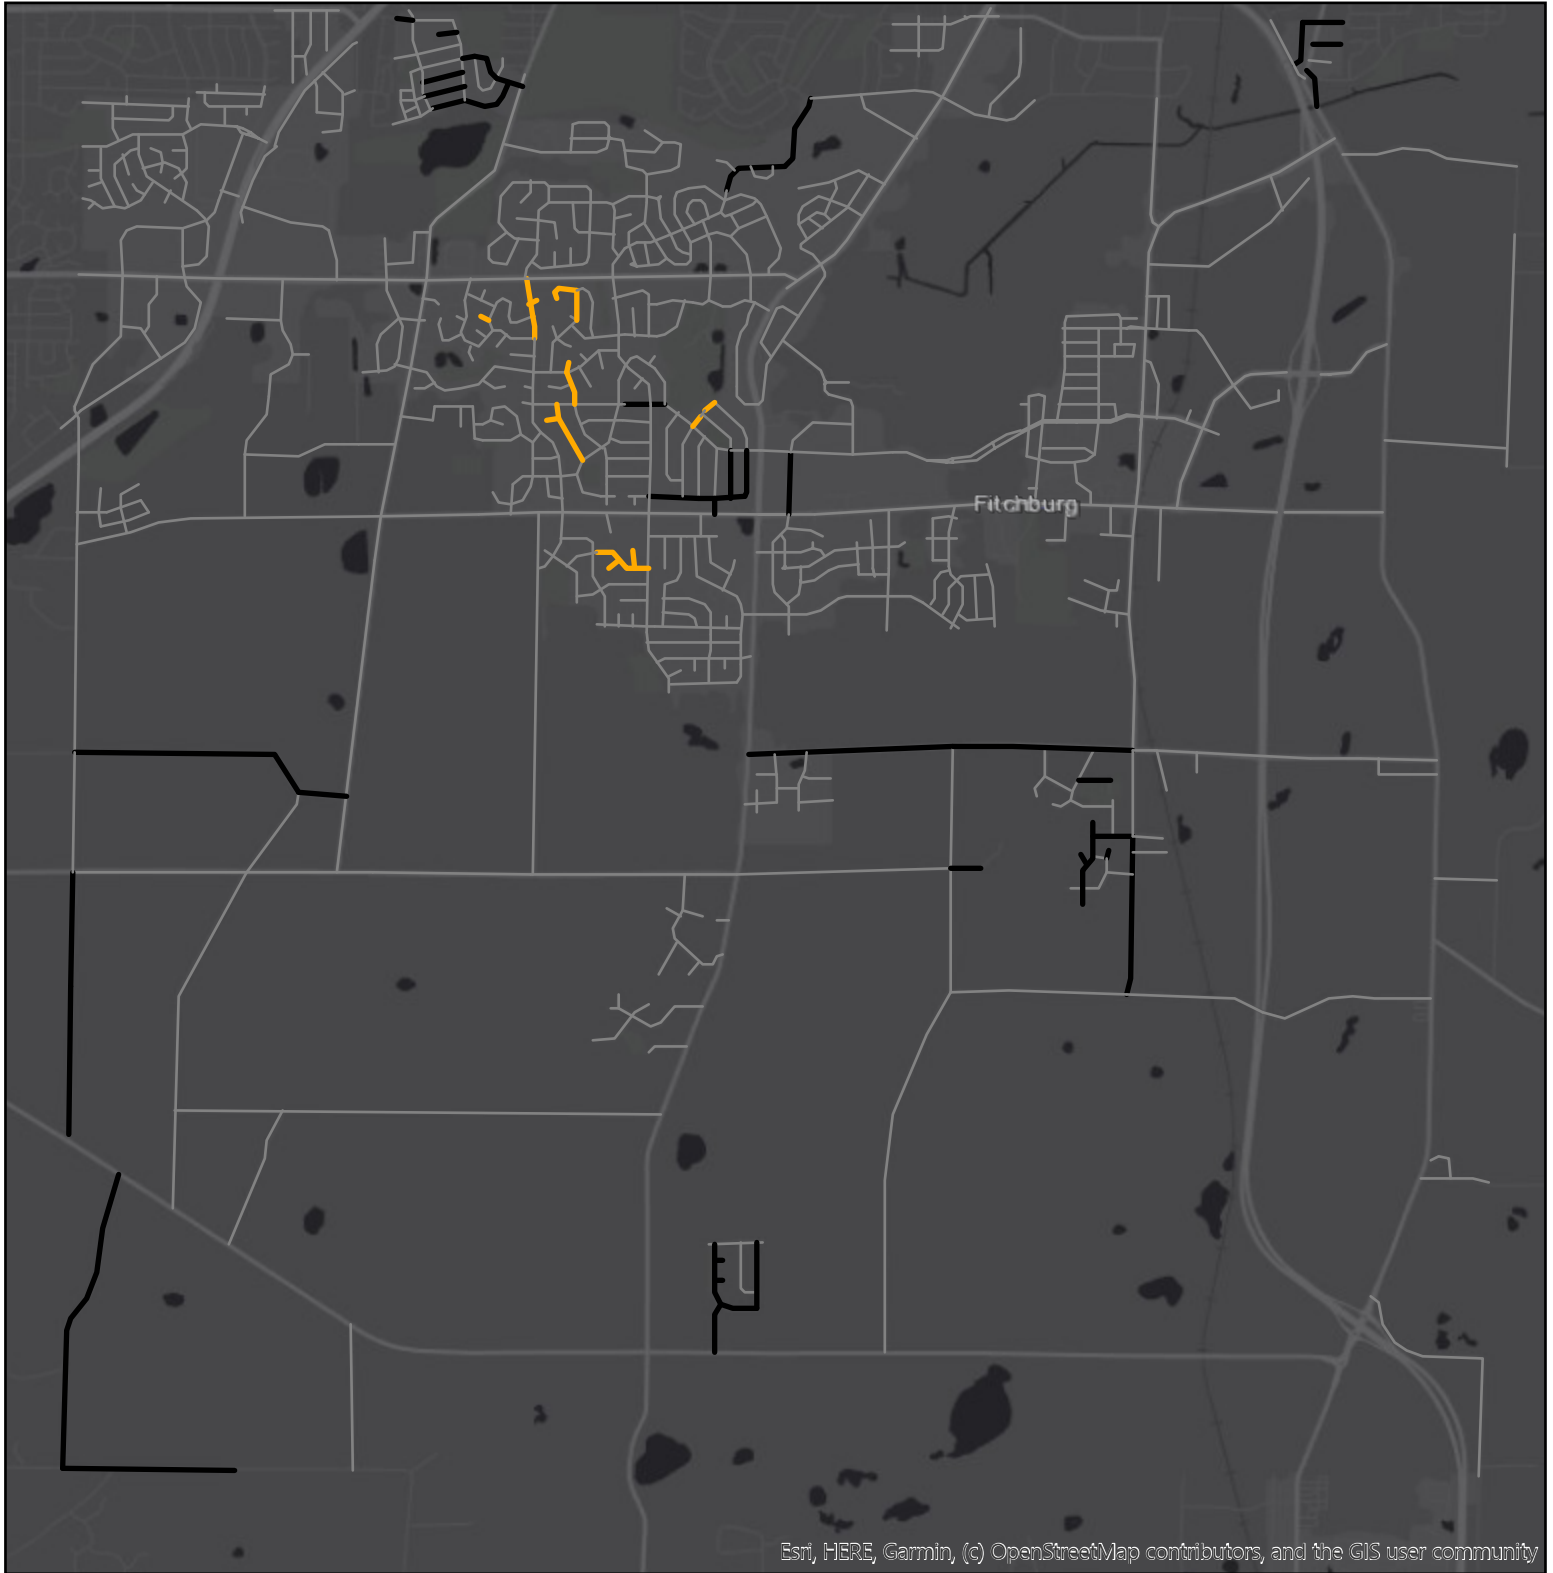 Fitchburg
Esri, HERE, Garmin, (c) OpenStreetMap contributors, and the GIS user community